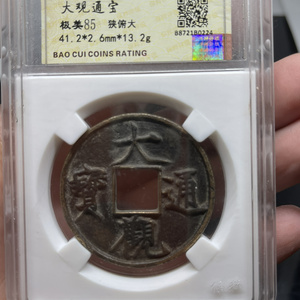 大观通宝
极美85 狭俯大
41.2*2.6mm*13.2g
BAO CUI COINS RATING
8872180224
大
寶 通
觀